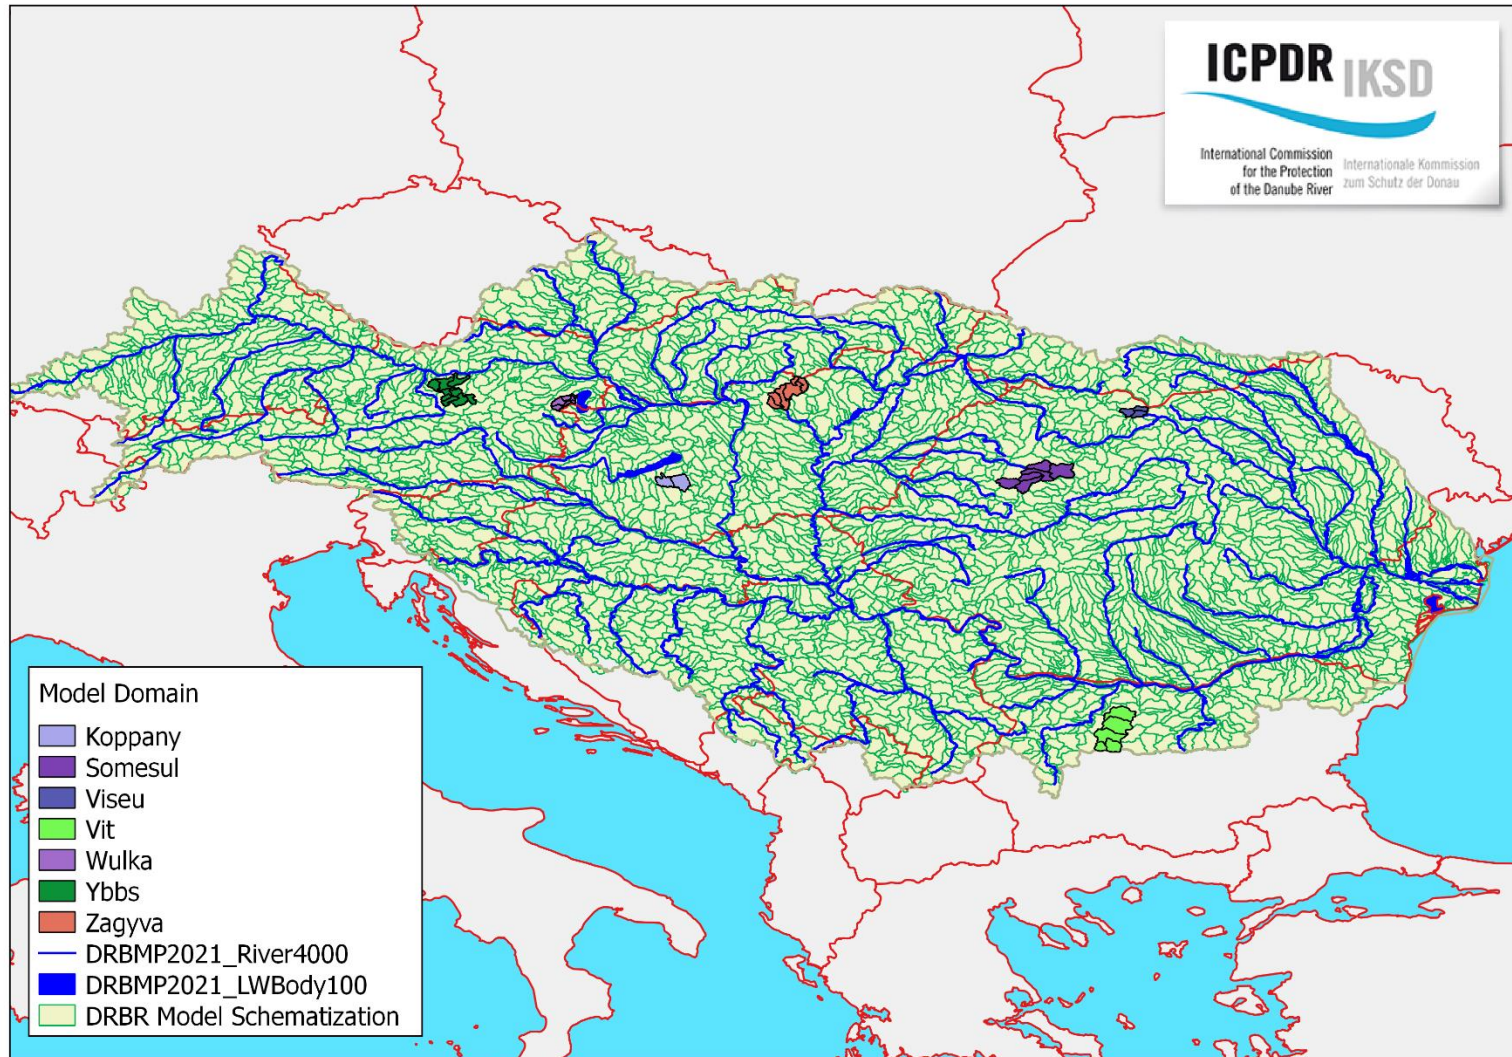 ICPDR IKSD
International Commission
for the Protection
of the Danube River
Internationale Kommission
zum Schutz der Donau
Model Domain
Koppany
Somesul
Viseu
Vit
Wulka
Ybbs
Zagyva
DRBMP2021_River4000
DRBMP2021_LWBody100
DRBR Model Schematization